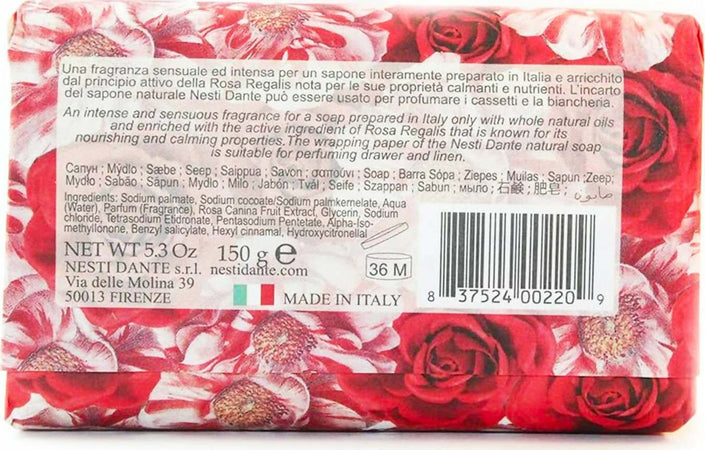 Una fragranza sensuale ed intensa per un sapone interamente preparato in Italia e arricchito
dal principio attivo della Rosa Regalis nota per le sue proprietà calmanti e nutrienti. L'incarto
del sapone naturale Nesti Dante può essere usato per profumare i cassetti e la biancheria.
An intense and sensuous fragrance for a soap prepared in Italy only with whole natural oils
and enriched with the active ingredient of Rosa Regalis that is known for its
nourishing and calming properties.The wrapping paper of the Nesti Dante natural soap
is suitable for perfuming drawer and linen.
Сапун ; Mýdlo ; Sæbe ; Seep ; Saippua ; Savon ; σαπούνι ; Soap ; Barra Sópa ; Ziepes ; Muilas ; Sapun ;Zeep;
Mydło ; Sabão ; Săpun ; Mydlo ; Milo ; Jabón ; Tvål ; Seife ; Szappan ; Sabun ; мыло ; 石鹸 ; 肥皂 ; صابونة
Ingredients: Sodium palmate, Sodium cocoate/Sodium palmkernelate, Aqua
(Water), Parfum (Fragrance), Rosa Canina Fruit Extract, Glycerin, Sodium
chloride, Tetrasodium Etidronate, Pentasodium Pentetate, Alpha-Iso-
methylionone, Benzyl salicylate, Hexyl cinnamal, Hydroxycitronellal
NET WT 5.3 Oz 150 g e
NESTI DANTE s.r.l. nestidante.com
Via delle Molina 39
50013 FIRENZE
36 M
MADE IN ITALY
8 37524 00220 9